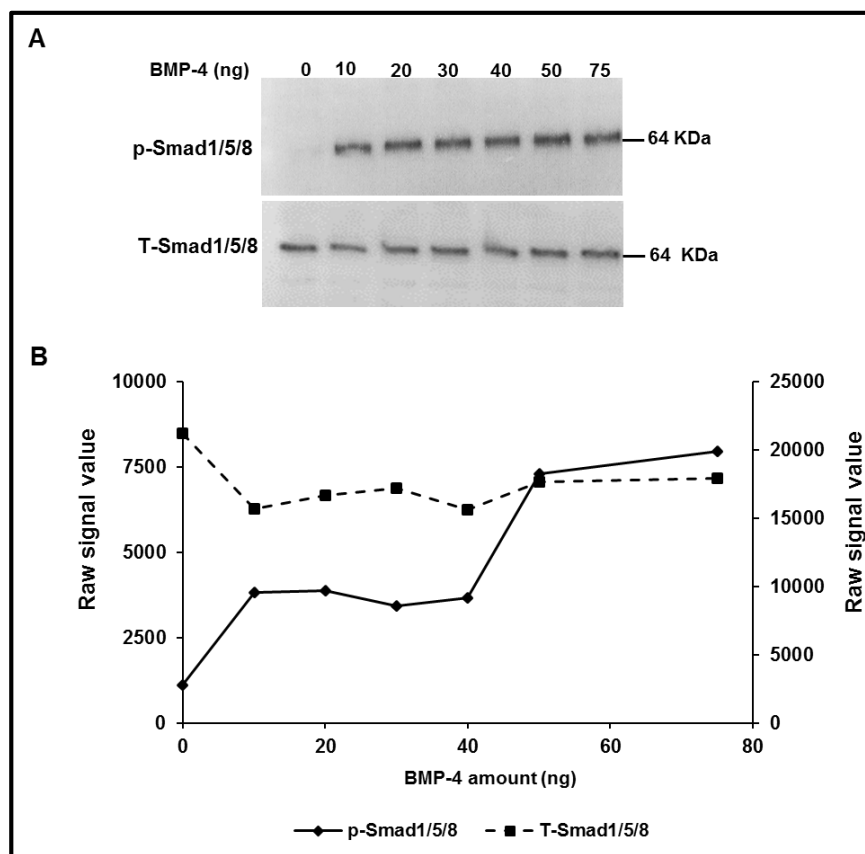 A
BMP-4 (ng) 0 10 20 30 40 50 75
p-Smad1/5/8 64 KDa
T-Smad1/5/8 64 KDa
B
10000 25000
7500 20000
5000 15000
2500 10000
0 5000
0
Raw signal value
Raw signal value
0 20 40 60 80
BMP-4 amount (ng)
p-Smad1/5/8 T-Smad1/5/8